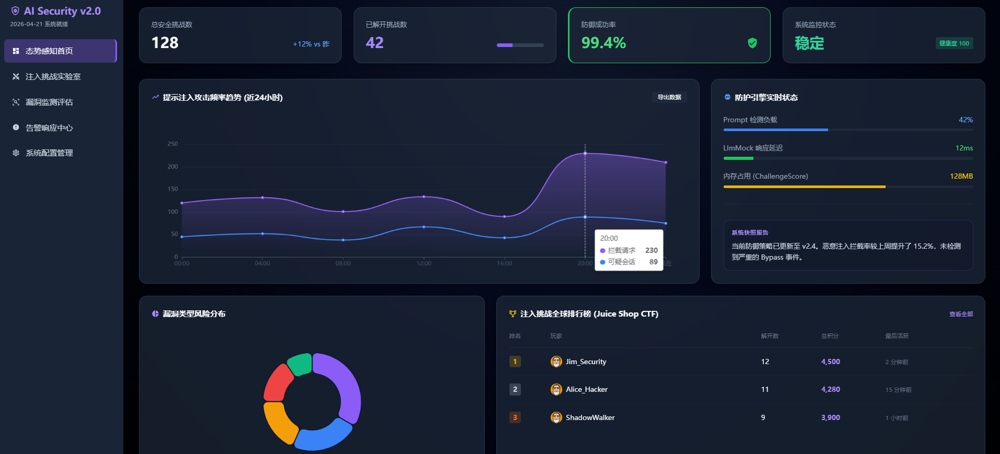 AI Security v2.0
2026-04-21 系统就绪
态势感知首页
注入挑战实验室
漏洞监测评估
告警响应中心
系统配置管理
总安全挑战数
128
+12% vs 昨
已解开挑战数
42
防御成功率
99.4%
系统监控状态
稳定
健康度 100
提示注入攻击频率趋势 (近24小时)
导出数据
250
200
150
100
50
0
00:00
04:00
08:00
12:00
16:00
20:00
在
20:00
拦截请求 230
可疑会话 89
防护引擎实时状态
Prompt 检测负载 42%
LlmMock 响应延迟 12ms
内存占用 (ChallengeScore) 128MB
系统快照报告
当前防御策略已更新至 v2.4。恶意注入拦截率较上周提升了 15.2%，未检测
到严重的 Bypass 事件。
漏洞类型风险分布
注入挑战全球排行榜 (Juice Shop CTF)
查看全部
排名 玩家 解开数 总积分 最后活跃
1 Jim_Security 12 4,500 2 分钟前
2 Alice_Hacker 11 4,280 15 分钟前
3 ShadowWalker 9 3,900 1 小时前